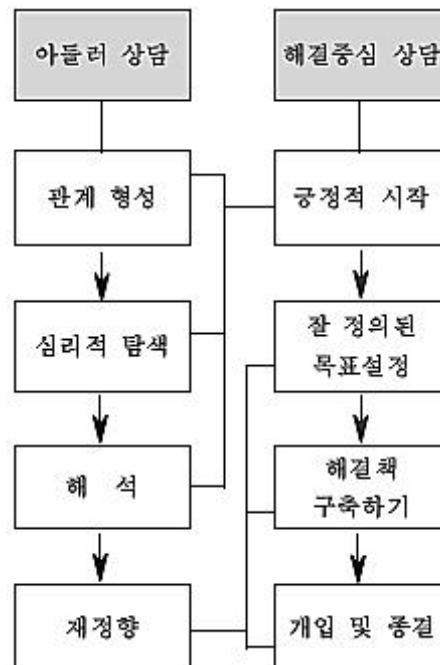 아들러 상담
해결중심 상담
관계 형성
긍정적 시작
심리적 탐색
잘 정의된
목표설정
해 석
해결책
구축하기
재정향
개입 및 종결